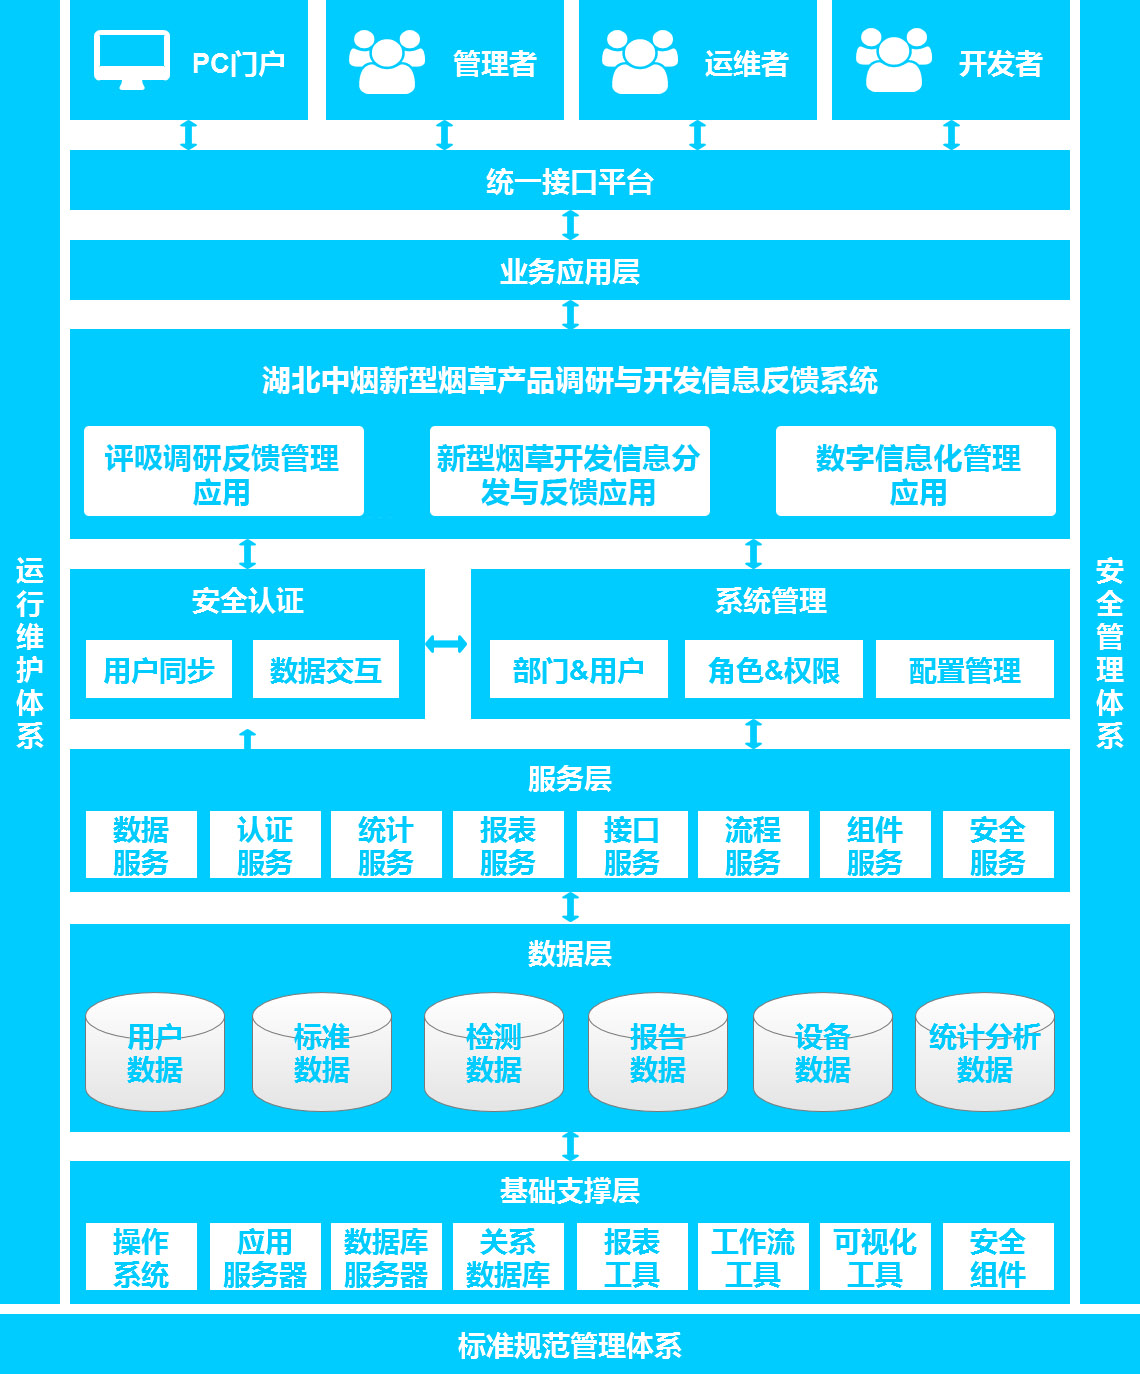 PC门户
管理者
运维者
开发者
统一接口平台
业务应用层
湖北中烟新型烟草产品调研与开发信息反馈系统
评吸调研反馈管理
应用
新型烟草开发信息分
发与反馈应用
数字信息化管理
应用
运行维护体系
安全管理体系
安全认证
用户同步
数据交互
系统管理
部门&用户
角色&权限
配置管理
服务层
数据
服务
认证
服务
统计
服务
报表
服务
接口
服务
流程
服务
组件
服务
安全
服务
数据层
用户
数据
标准
数据
检测
数据
报告
数据
设备
数据
统计分析
数据
基础支撑层
操作
系统
应用
服务器
数据库
服务器
关系
数据库
报表
工具
工作流
工具
可视化
工具
安全
组件
标准规范管理体系